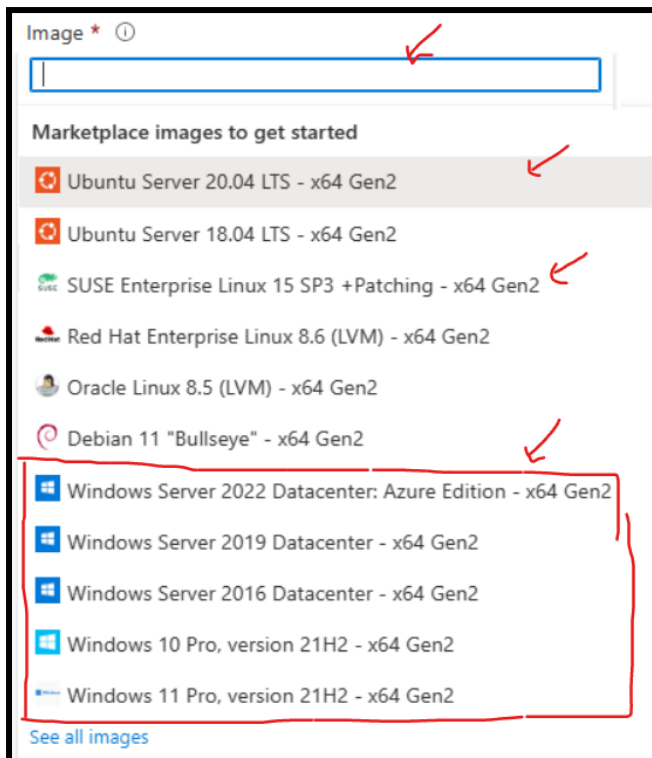 Image *
Marketplace images to get started
Ubuntu Server 20.04 LTS - x64 Gen2
Ubuntu Server 18.04 LTS - x64 Gen2
SUSE Enterprise Linux 15 SP3 +Patching - x64 Gen2
Red Hat Enterprise Linux 8.6 (LVM) - x64 Gen2
Oracle Linux 8.5 (LVM) - x64 Gen2
Debian 11 "Bullseye" - x64 Gen2
Windows Server 2022 Datacenter: Azure Edition - x64 Gen2
Windows Server 2019 Datacenter - x64 Gen2
Windows Server 2016 Datacenter - x64 Gen2
Windows 10 Pro, version 21H2 - x64 Gen2
Windows 11 Pro, version 21H2 - x64 Gen2
See all images